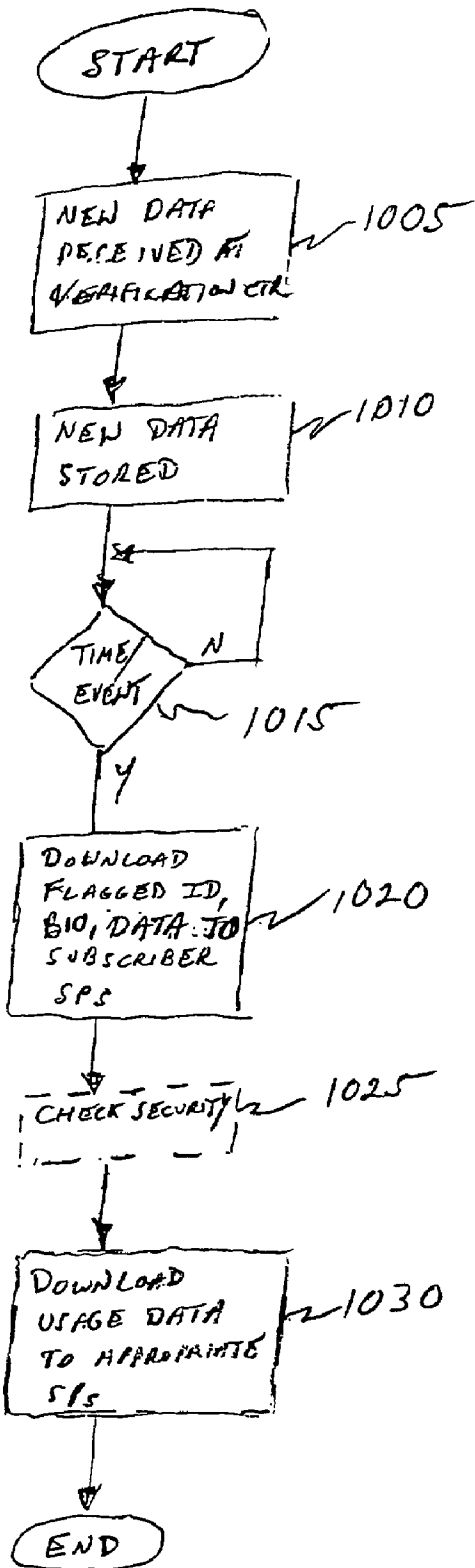 START
NEW DATA
RECEIVED AT
VERIFICATION CTR.
1005
NEW DATA
STORED
1010
TIME/
EVENT
N
1015
Y
DOWNLOAD
FLAGGED ID,
BIO, DATA TO
SUBSCRIBER
SPS
1020
CHECK SECURITY
1025
DOWNLOAD
USAGE DATA
TO APPROPRIATE
SPS
1030
END